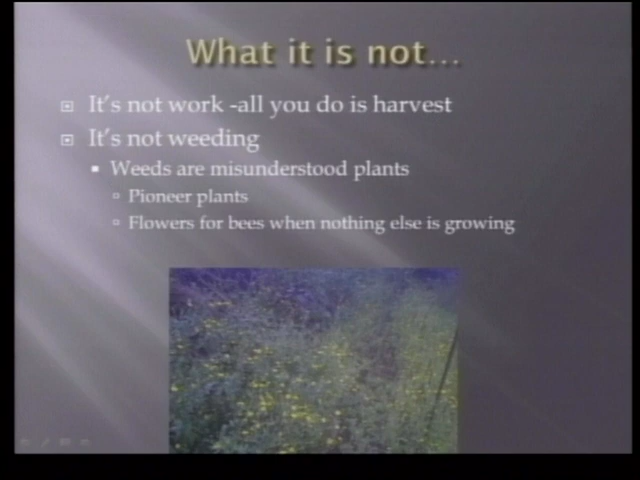 What it is not...
It's not work -all you do is harvest
It's not weeding
Weeds are misunderstood plants
Pioneer plants
Flowers for bees when nothing else is growing